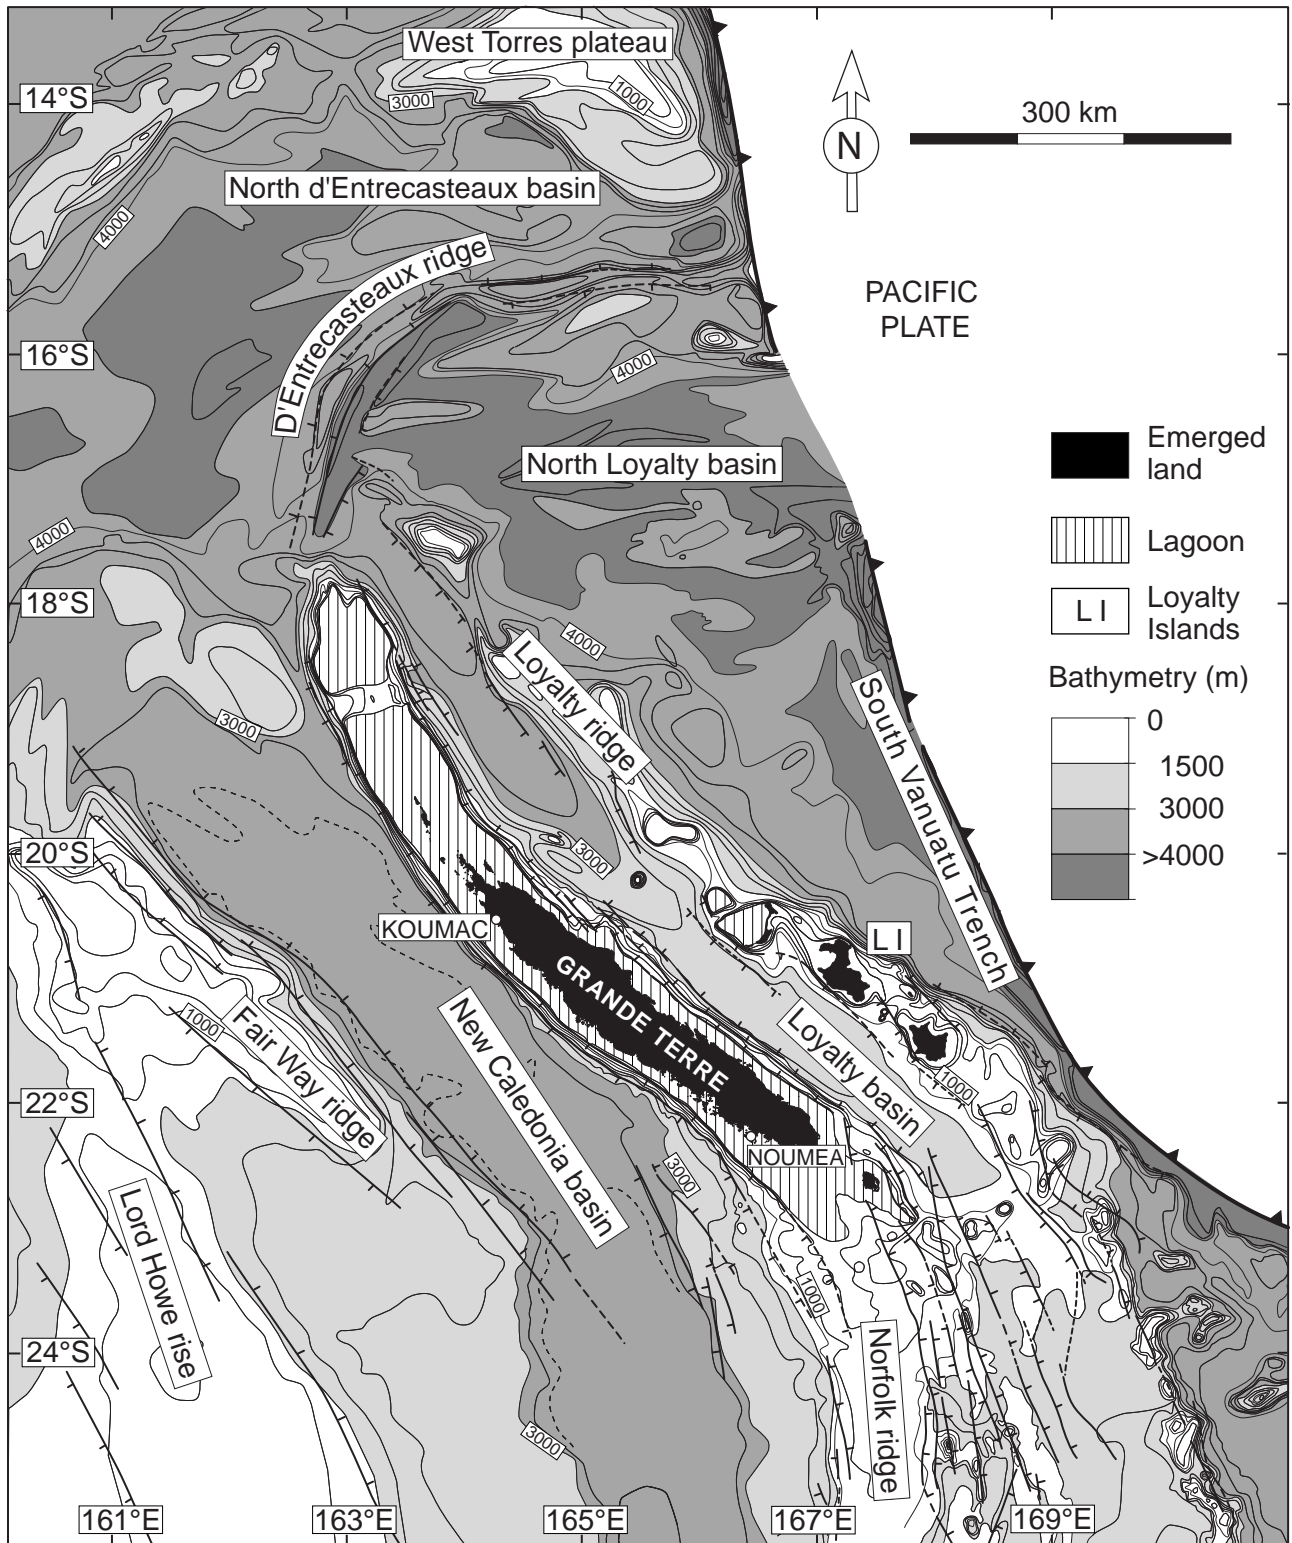 West Torres plateau
1000
3000
14°S
300 km
N
North d'Entrecasteaux basin
4000
D'Entrecasteaux ridge
PACIFIC
PLATE
16°S
4000
Emerged
land
North Loyalty basin
4000
Lagoon
18°S
L I
Loyalty
Islands
4000
Loyalty ridge
Bathymetry (m)
3000
South Vanuatu Trench
0
1500
3000
>4000
20°S
3000
KOUMAC
L I
GRANDE TERRE
1000
Fair Way ridge
New Caledonia basin
Loyalty basin
1000
22°S
NOUMEA
3000
Lord Howe rise
1000
24°S
Norfolk ridge
3000
161°E
163°E
165°E
167°E
169°E